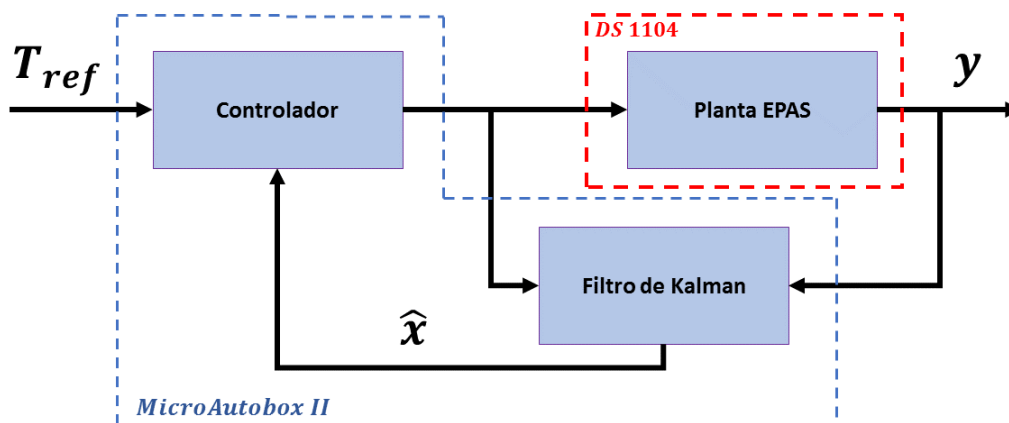 DS 1104
T_ref
y
Controlador
Planta EPAS
Filtro de Kalman
x̂
MicroAutobox II